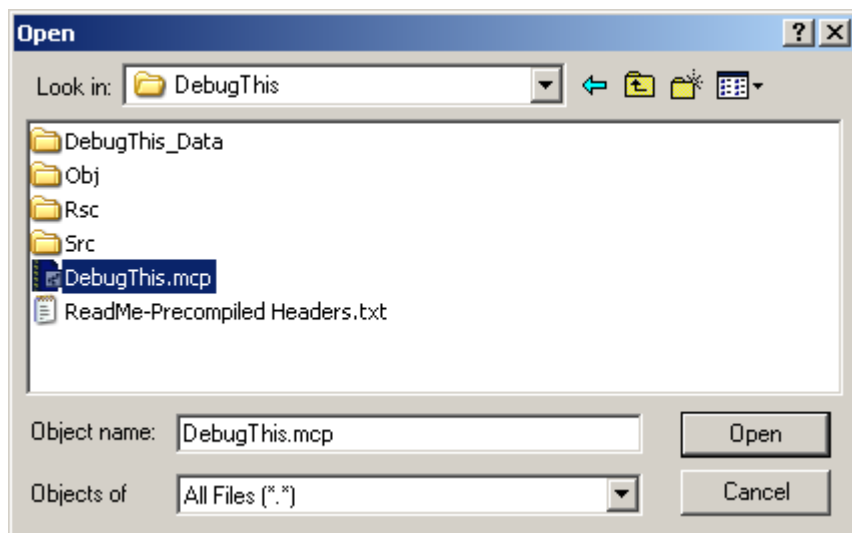 Open
Look in: DebugThis
DebugThis_Data
Obj
Rsc
Src
DebugThis.mcp
ReadMe-Precompiled Headers.txt
Object name: DebugThis.mcp Open
Objects of All Files (*.*) Cancel